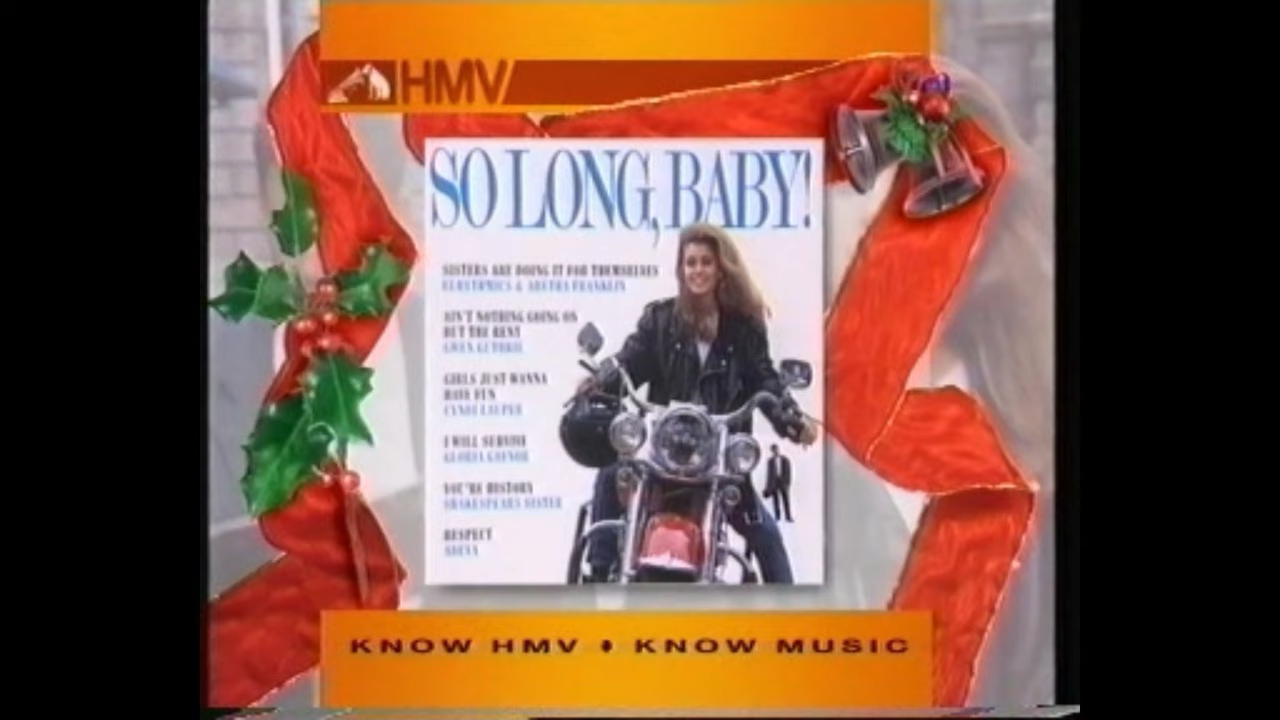 HMV
SO LONG, BABY!
SISTERS ARE DOING IT FOR THEMSELVES
EURYTHMICS & ARETHA FRANKLIN
AIN'T NOTHING GOING ON
BUT THE RENT
GWEN GUTHRIE
GIRLS JUST WANNA
HAVE FUN
CYNDI LAUPER
I WILL SURVIVE
GLORIA GAYNOR
YOU'RE HISTORY
SHAKESPEARS SISTER
RESPECT
ADEVA
KNOW HMV • KNOW MUSIC